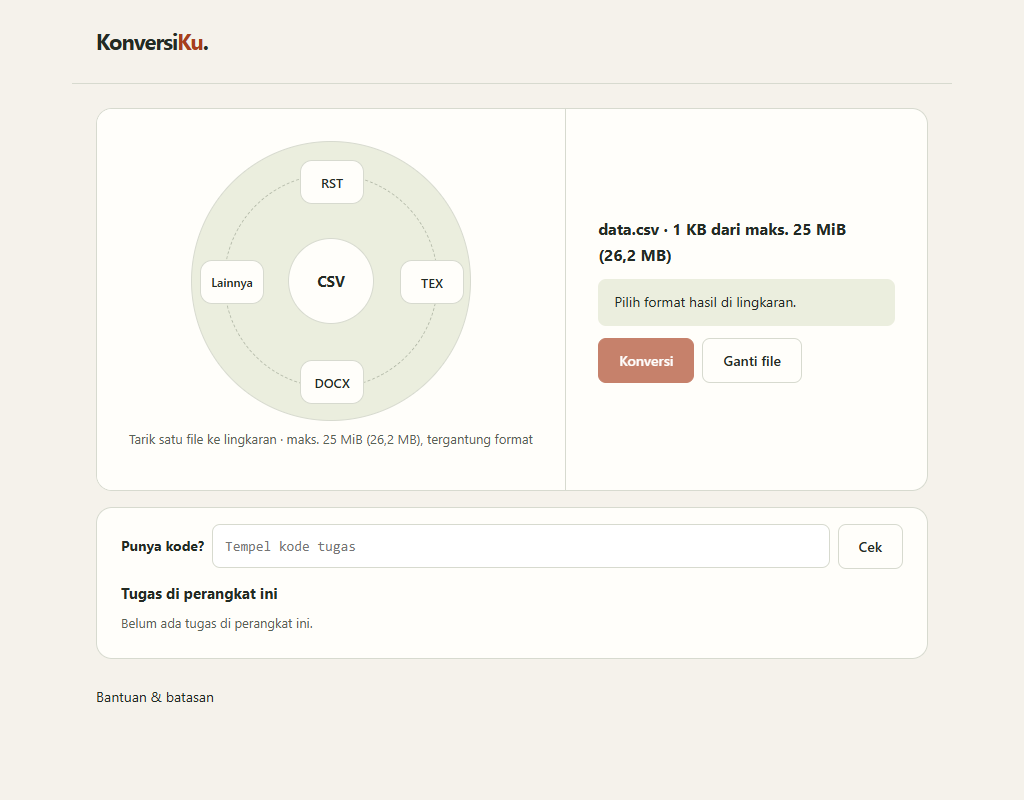 KonversiKu.
RST
Lainnya
CSV
TEX
DOCX
Tarik satu file ke lingkaran · maks. 25 MiB (26,2 MB), tergantung format
data.csv · 1 KB dari maks. 25 MiB
(26,2 MB)
Pilih format hasil di lingkaran.
Konversi
Ganti file
Punya kode?
Tempel kode tugas
Cek
Tugas di perangkat ini
Belum ada tugas di perangkat ini.
Bantuan & batasan